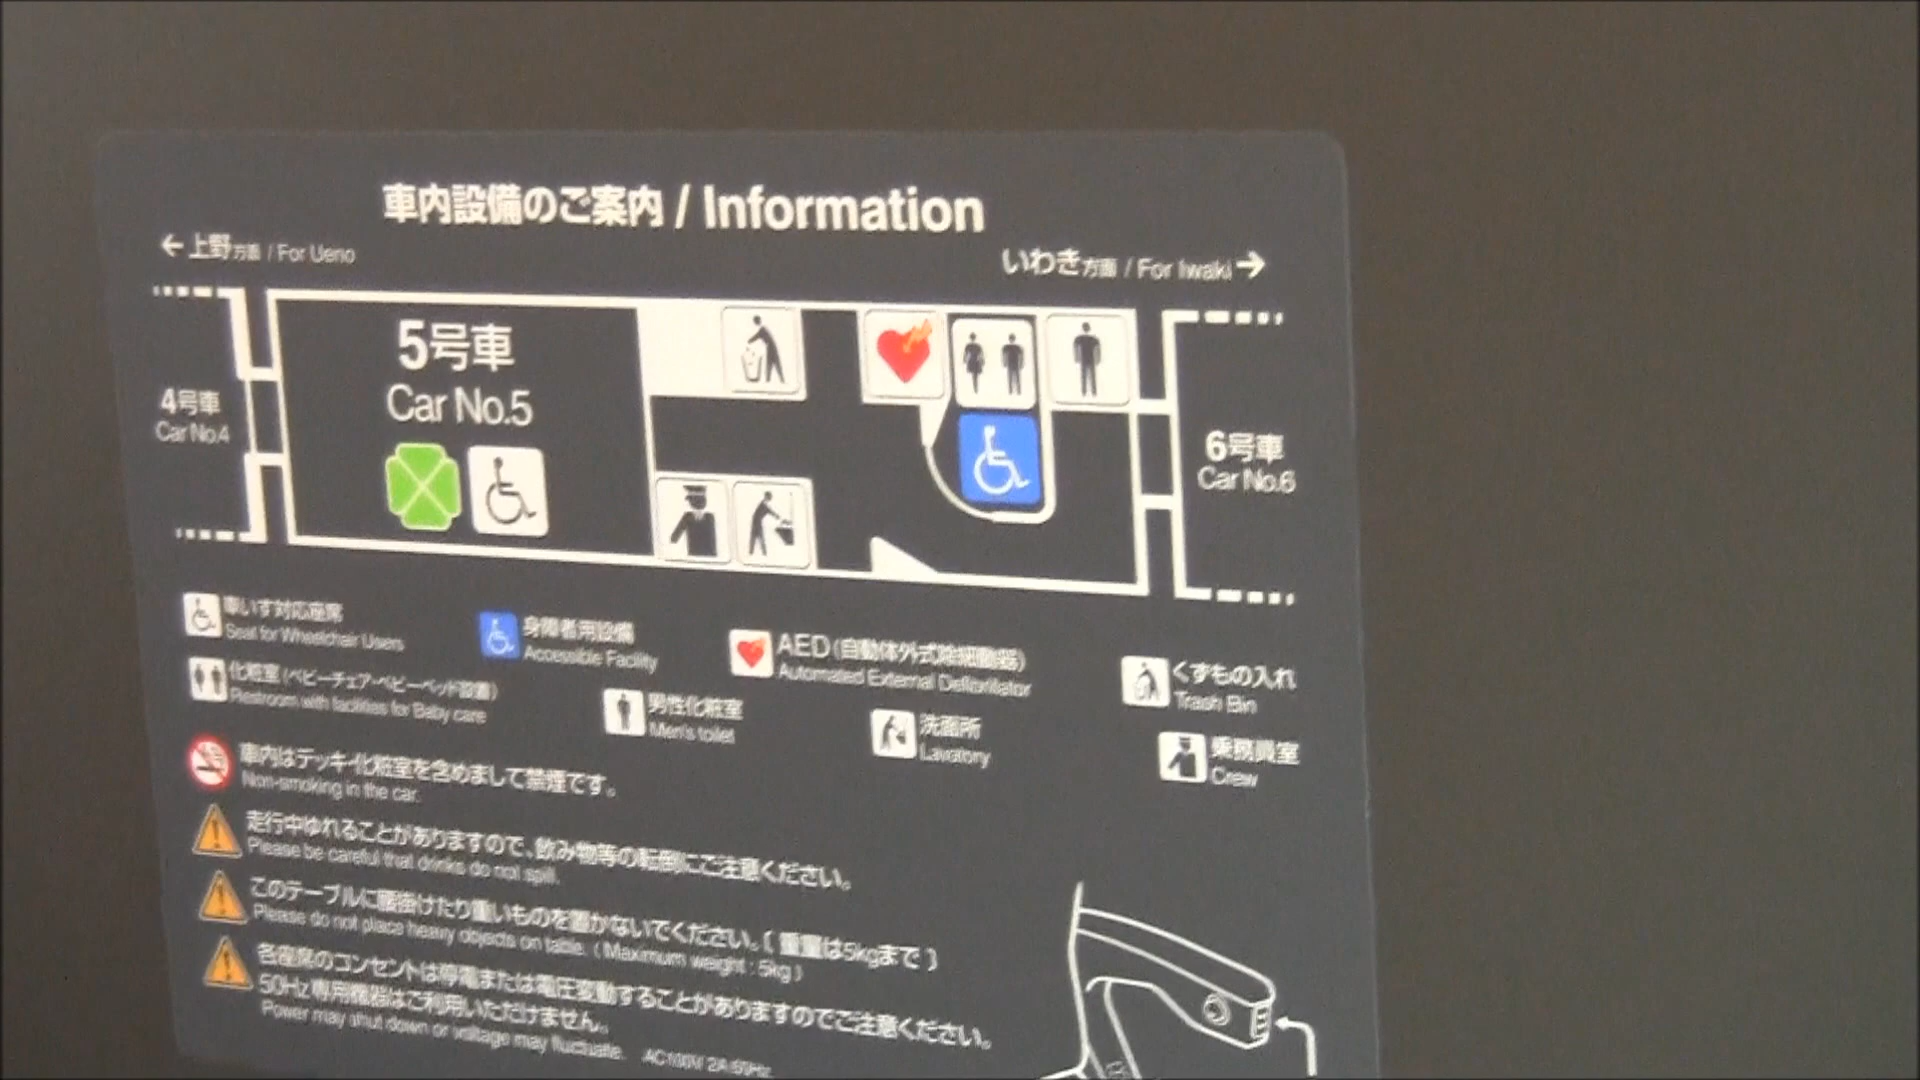 車内設備のご案内 / Information
←上野方面 / For Ueno
いわき方面 / For Iwaki→
5号車
Car No.5
4号車
Car No.4
6号車
Car No.6
車いす対応座席
Seat for Wheelchair Users
身障者用設備
Accessible Facility
AED(自動体外式除細動器)
Automated External Defibrillator
くずもの入れ
Trash Bin
化粧室(ベビーチェア・ベビーベッド設置)
Restroom with facilities for Baby care
男性化粧室
Men's toilet
洗面所
Lavatory
乗務員室
Crew
車内はデッキ・化粧室を含めまして禁煙です。
Non-smoking in the car.
走行中ゆれることがありますので、飲み物等の転倒にご注意ください。
Please be careful that drinks do not spill.
このテーブルに腰掛けたり重いものを置かないでください。〔 重量は5kgまで 〕
Please do not place heavy objects on table. ( Maximum weight : 5kg )
各座席のコンセントは停電または電圧変動することがありますのでご注意ください。
50Hz専用機器はご利用いただけません。
Power may shut down or voltage may fluctuate. AC100V 2A 60Hz